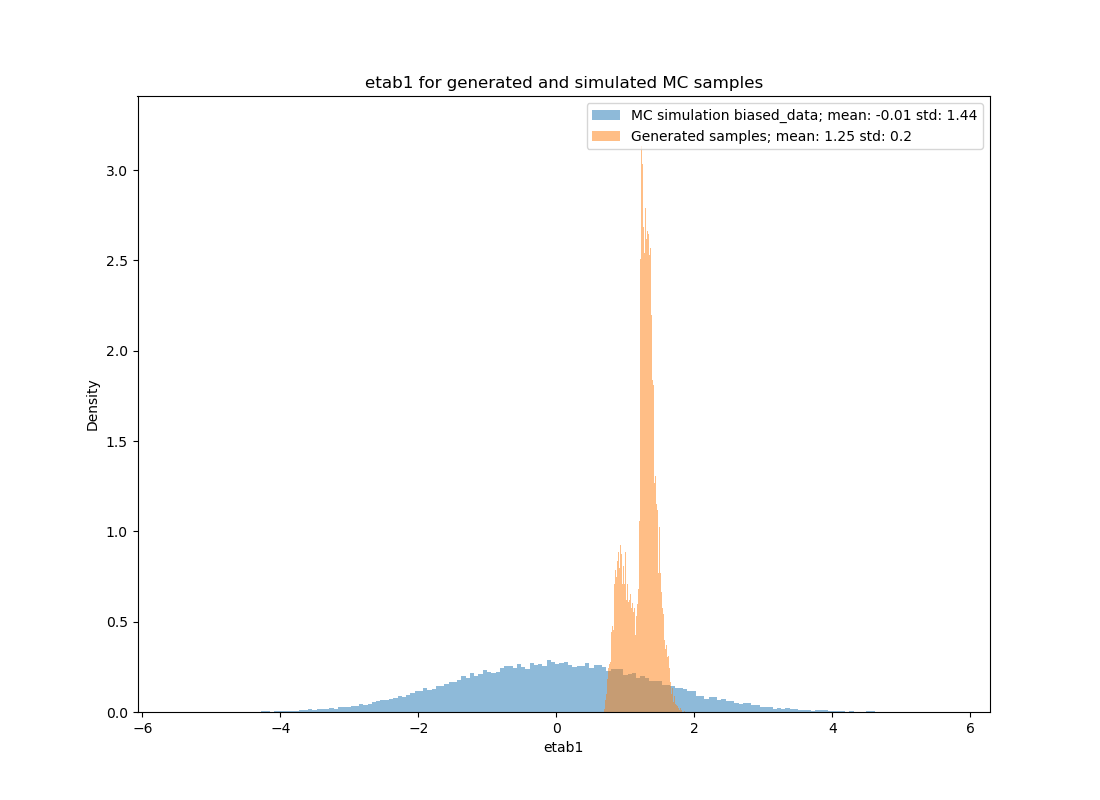 etab1 for generated and simulated MC samples
MC simulation biased_data; mean: -0.01 std: 1.44
Generated samples; mean: 1.25 std: 0.2
Density
3.0
2.5
2.0
1.5
1.0
0.5
0.0
−6 −4 −2 0 2 4 6
etab1